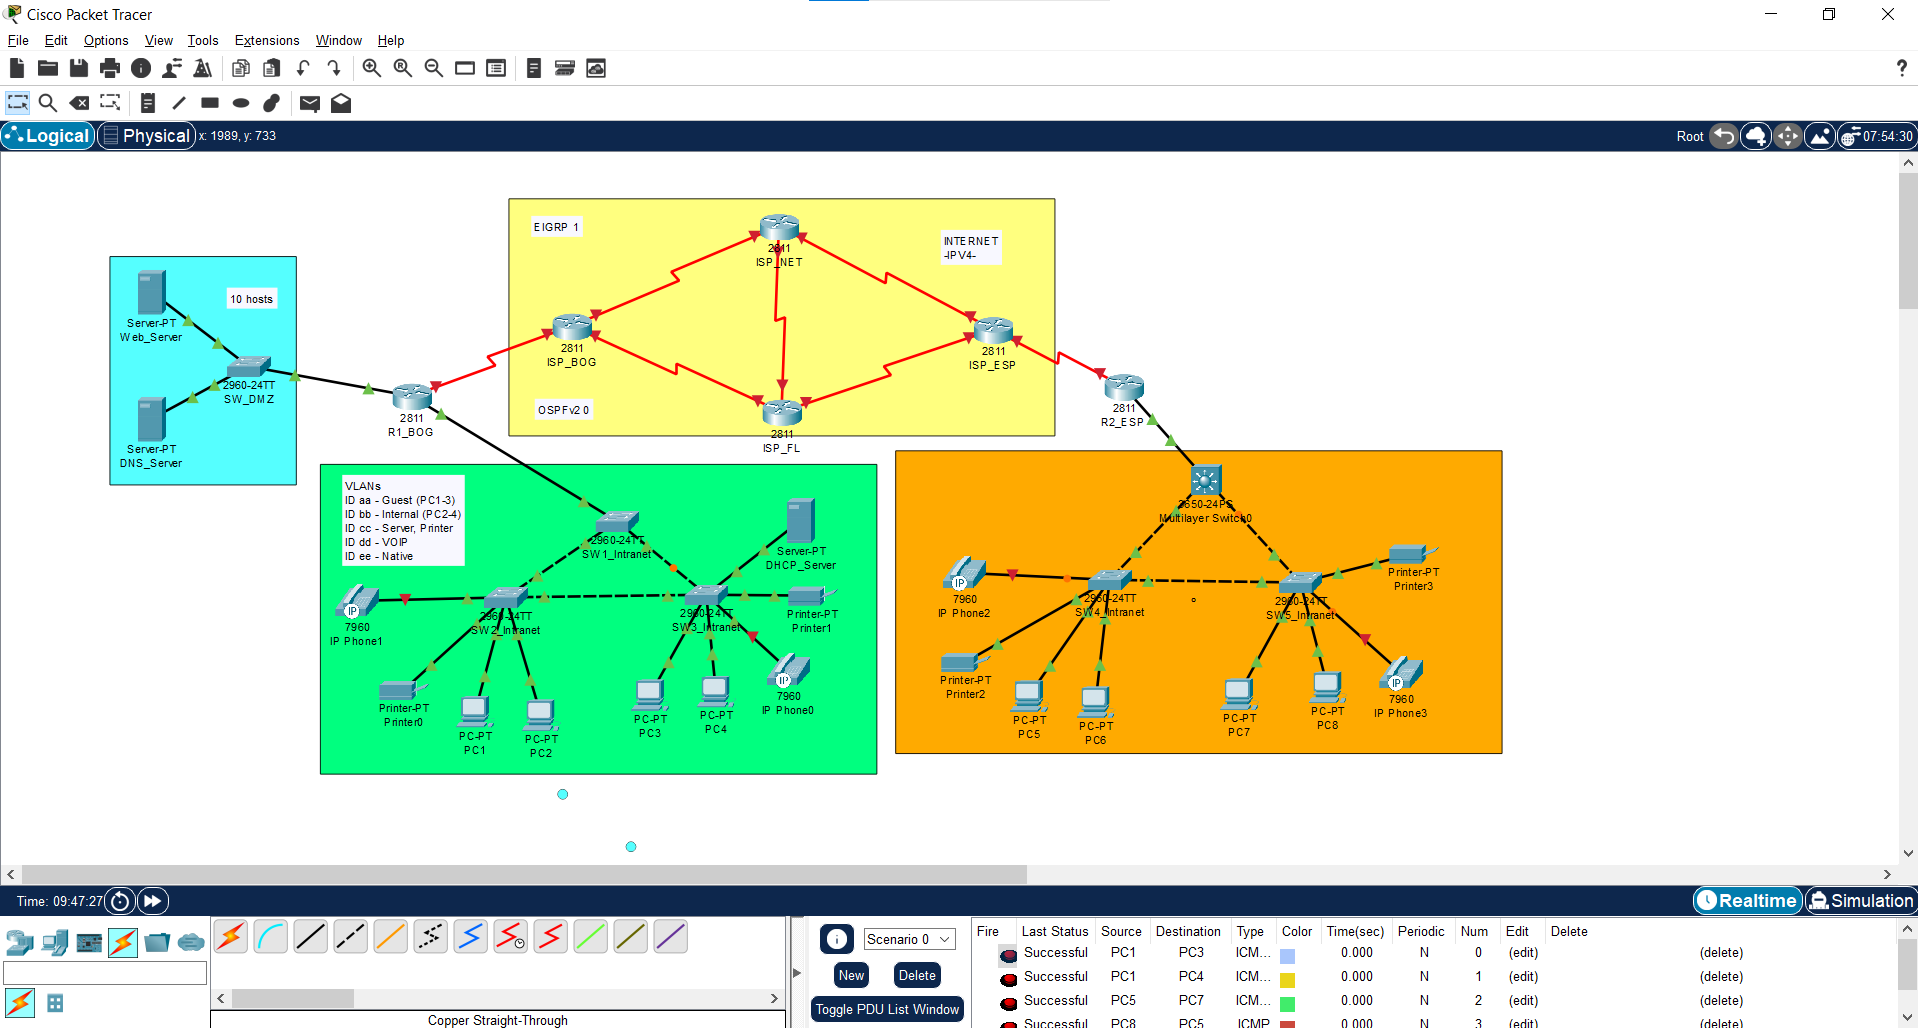 Cisco Packet Tracer
File Edit Options View Tools Extensions Window Help
?
Logical Physical x: 1989, y: 733 Root 07:54:30
EIGRP 1
INTERNET
-IPV4-
2811
ISP_NET
10 hosts
Server-PT
Web_Server
2811
ISP_BOG
2811
ISP_ESP
2960-24TT
SW_DMZ
2811
R1_BOG
OSPFv2 0
2811
R2_ESP
2811
ISP_FL
Server-PT
DNS_Server
VLANs
ID aa - Guest (PC1-3)
ID bb - Internal (PC2-4)
ID cc - Server, Printer
ID dd - VOIP
ID ee - Native
2960-24TT
SW1_Intranet
Server-PT
DHCP_Server
IP
7960
IP Phone1
2960-24TT
SW2_Intranet
2960-24TT
SW3_Intranet
Printer-PT
Printer1
Printer-PT
Printer0
PC-PT
PC1
PC-PT
PC2
PC-PT
PC3
PC-PT
PC4
IP
7960
IP Phone0
3650-24PS
Multilayer Switch0
IP
7960
IP Phone2
2960-24TT
SW4_Intranet
2960-24TT
SW5_Intranet
Printer-PT
Printer3
Printer-PT
Printer2
PC-PT
PC5
PC-PT
PC6
PC-PT
PC7
PC-PT
PC8
IP
7960
IP Phone3
Time: 09:47:27 Realtime Simulation
Scenario 0
New Delete
Toggle PDU List Window
Copper Straight-Through
Fire Last Status Source Destination Type Color Time(sec) Periodic Num Edit Delete
Successful PC1 PC3 ICM... 0.000 N 0 (edit) (delete)
Successful PC1 PC4 ICM... 0.000 N 1 (edit) (delete)
Successful PC5 PC7 ICM... 0.000 N 2 (edit) (delete)
Successful PC8 PC5 ICMP 0.000 N 3 (edit) (delete)